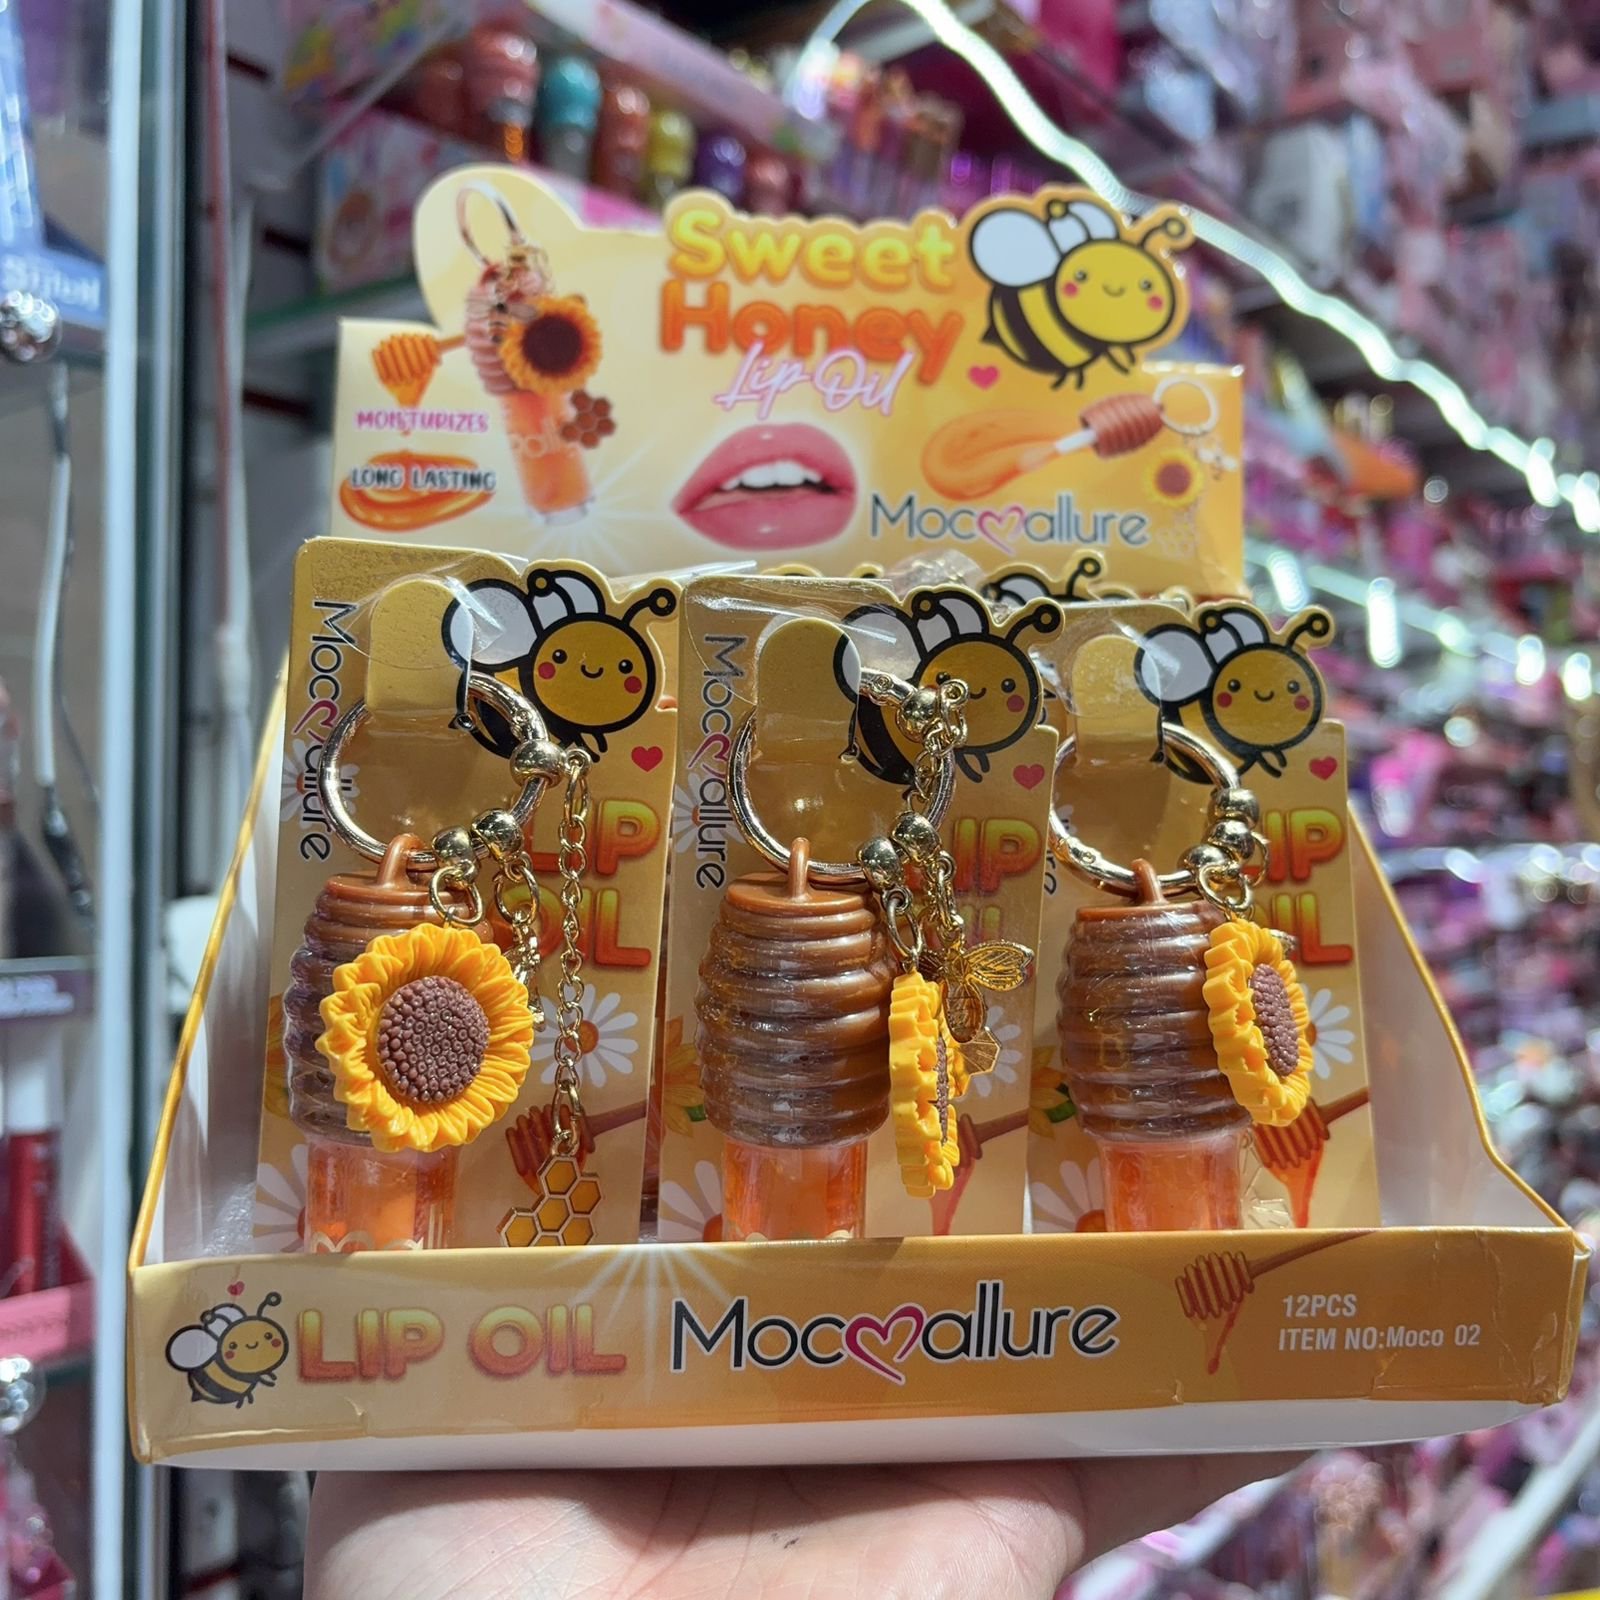 Sweet
Honey
Lip Oil
MOISTURIZES
LONG LASTING
Mocallure
Mocallure
LIP
OIL
Mocallure
LIP
OIL
LIP
OIL
LIP OIL
Mocallure
12PCS
ITEM NO:Moco 02